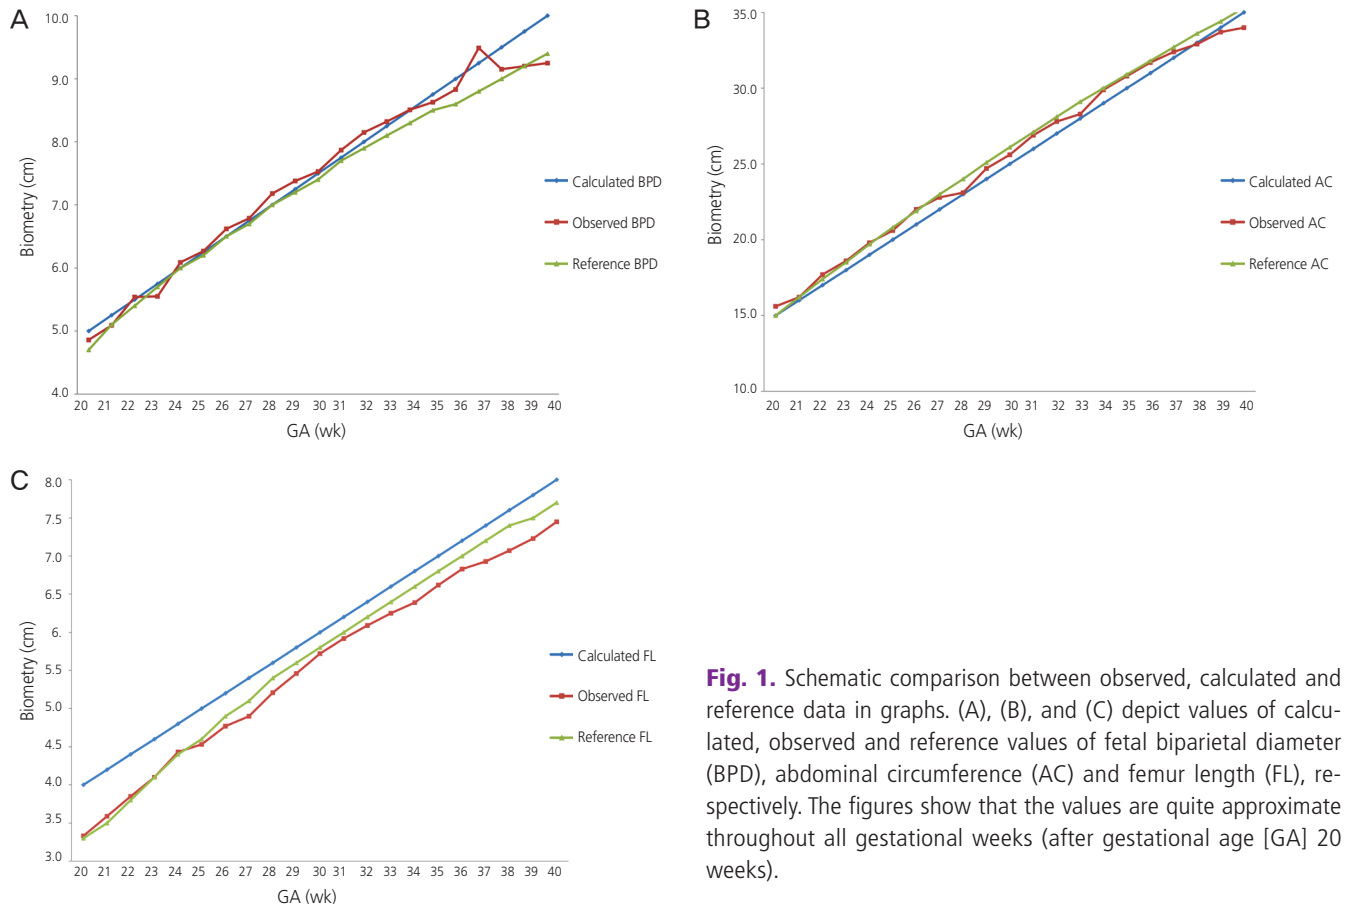 A
10.0
9.0
8.0
7.0
6.0
5.0
4.0
Biometry (cm)
20 21 22 23 24 25 26 27 28 29 30 31 32 33 34 35 36 37 38 39 40
GA (wk)
Calculated BPD
Observed BPD
Reference BPD
B
35.0
30.0
25.0
20.0
15.0
10.0
Biometry (cm)
20 21 22 23 24 25 26 27 28 29 30 31 32 33 34 35 36 37 38 39 40
GA (wk)
Calculated AC
Observed AC
Reference AC
C
8.0
7.5
7.0
6.5
6.
5.5
5.0
4.5
4.0
3.5
3.0
Biometry (cm)
20 21 22 23 24 25 26 27 28 29 30 31 32 33 34 35 36 37 38 39 40
GA (wk)
Calculated FL
Observed FL
Reference FL
Fig. 1. Schematic comparison between observed, calculated and
reference data in graphs. (A), (B), and (C) depict values of calcu-
lated, observed and reference values of fetal biparietal diameter
(BPD), abdominal circumference (AC) and femur length (FL), re-
spectively. The figures show that the values are quite approximate
throughout all gestational weeks (after gestational age [GA] 20
weeks).